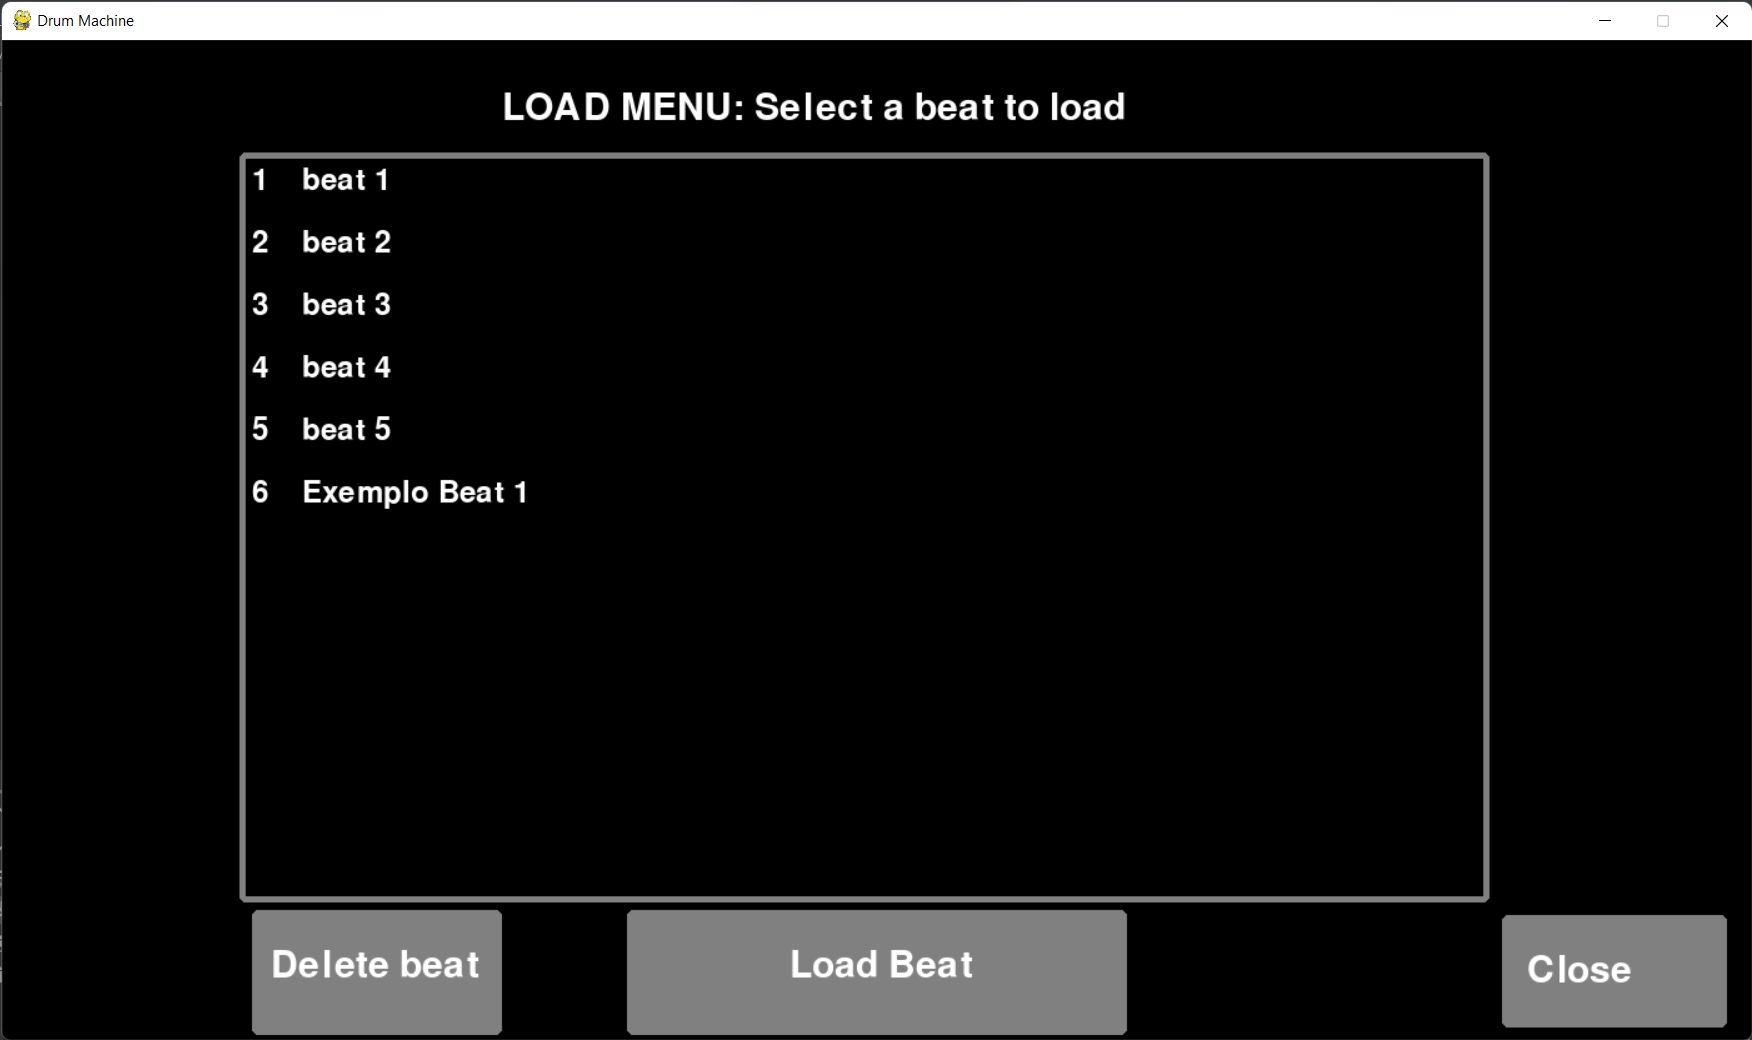 Drum Machine
LOAD MENU: Select a beat to load
1 beat 1
2 beat 2
3 beat 3
4 beat 4
5 beat 5
6 Exemplo Beat 1
Delete beat
Load Beat
Close